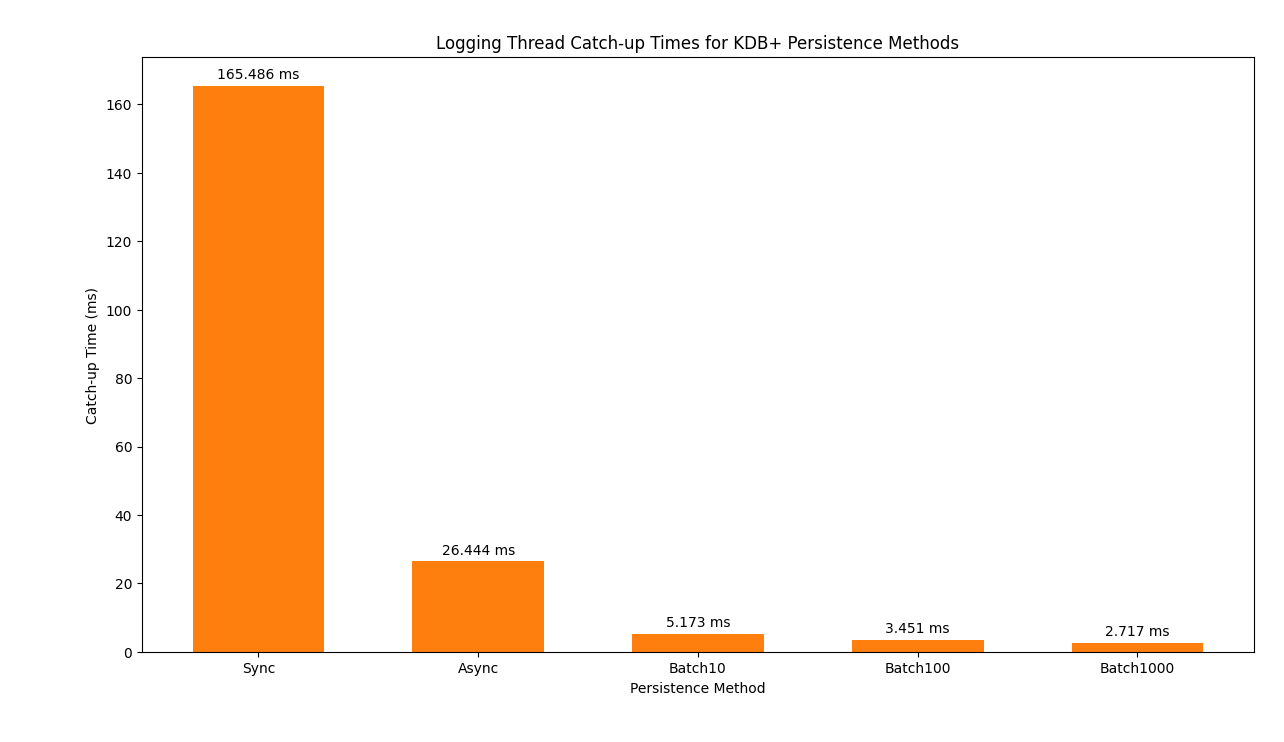 Logging Thread Catch-up Times for KDB+ Persistence Methods
165.486 ms
26.444 ms
5.173 ms
3.451 ms
2.717 ms
160
140
120
100
80
60
40
20
0
Catch-up Time (ms)
Sync
Async
Batch10
Batch100
Batch1000
Persistence Method